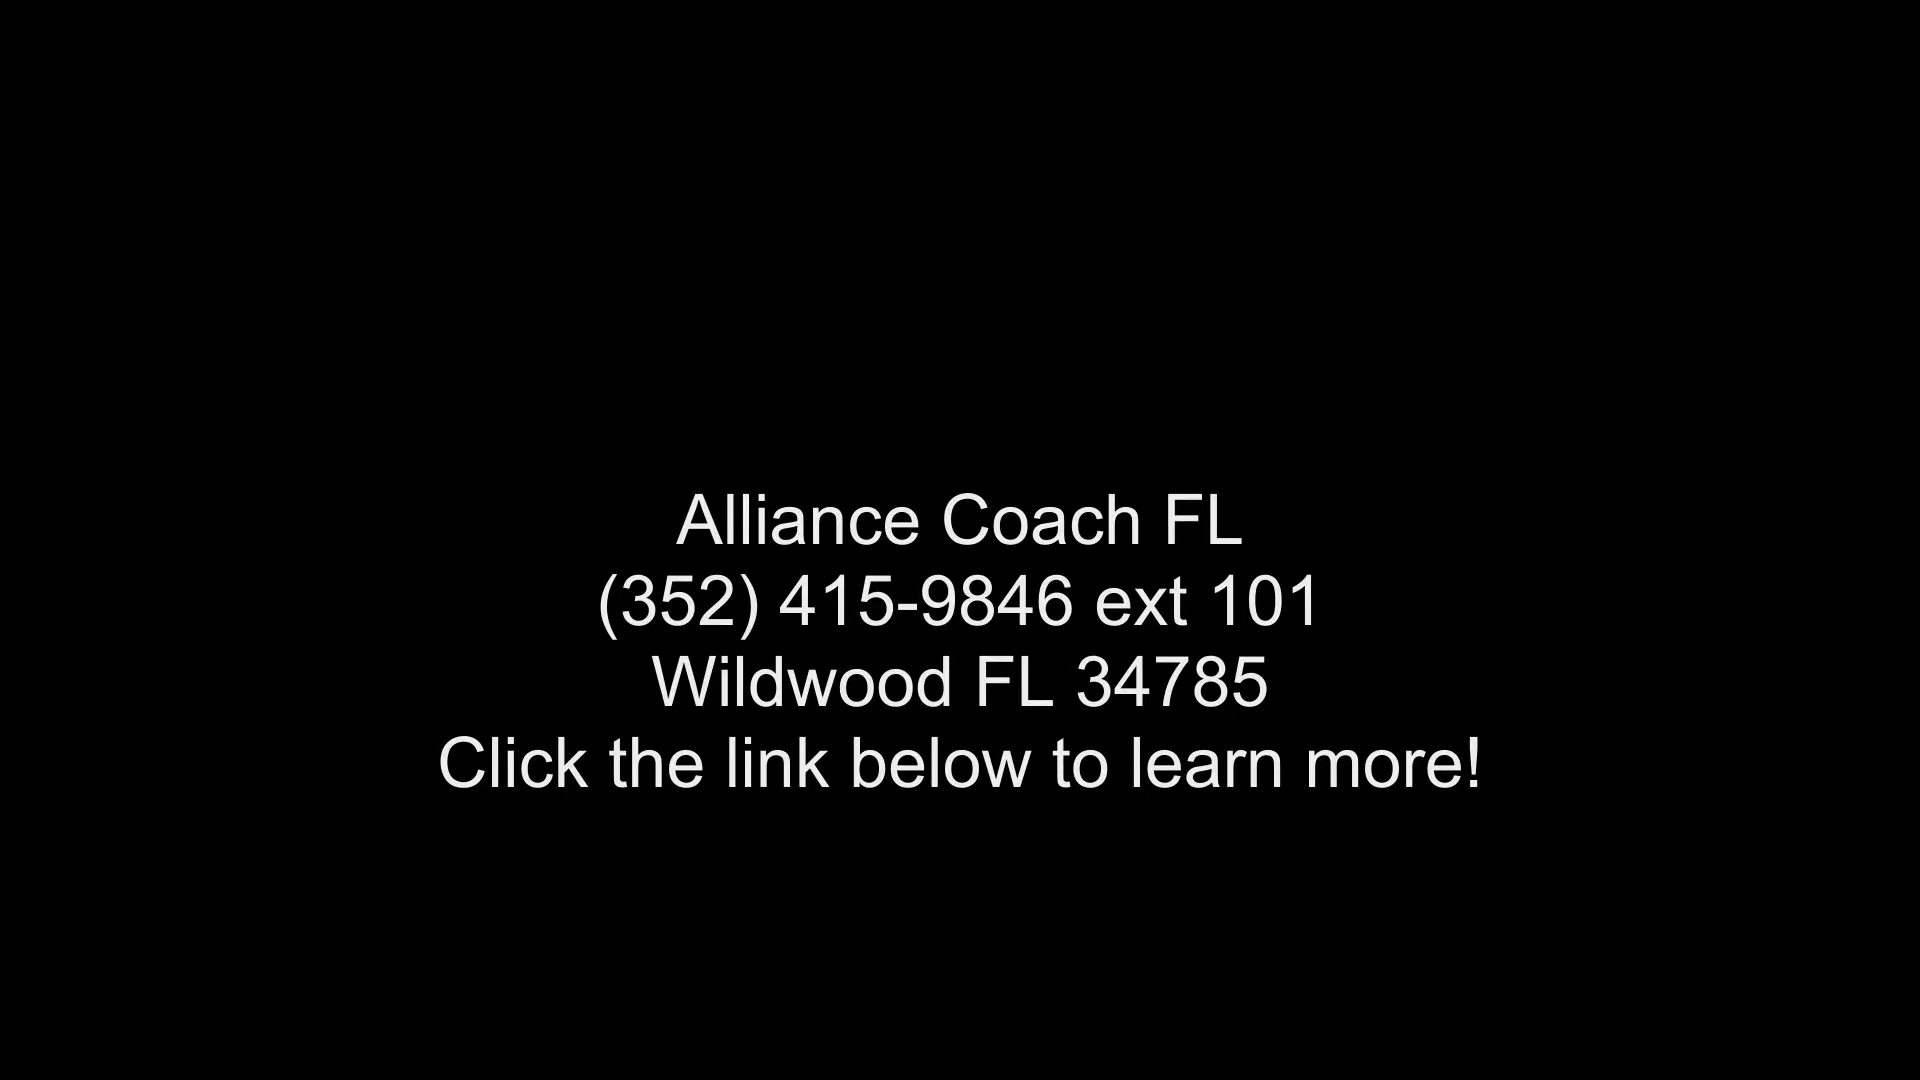 Alliance Coach FL
(352) 415-9846 ext 101
Wildwood FL 34785
Click the link below to learn more!